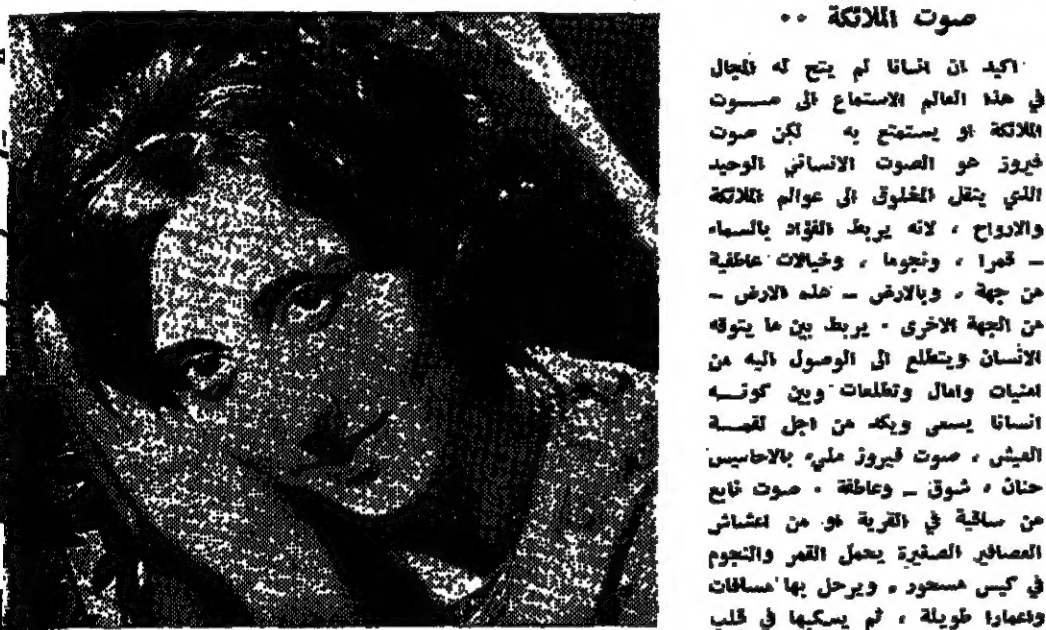 صوت الملائكة ..
اكيد ان انسانا لم يتح له المجال
في هذا العالم الاستماع الى صوت
الملائكة او يستمتع به لكن صوت
فيروز هو الصوت الانساني الوحيد
الذي ينقل المخلوق الى عوالم الملائكة
والارواح ، لانه يربط الفؤاد بالسماء
ـ قمرا ، ونجوما ، وخيالات عاطفية
من جهة ، وبالارض ـ هذه الارض ـ
من الجهة الاخرى ، يربط بين ما يتوقه
الانسان ويتطلع الى الوصول اليه من
امنيات وامال وتطلعات وبين كونه
انسانا يسعى ويكد من اجل لقمة
العيش ، صوت فيروز مليء بالاحاسيس
حنان ، شوق ـ وعاطفة ، صوت نابع
من ساقية في القرية او من اعشاش
العصافير الصغيرة يحمل القمر والنجوم
في كيس مسحور ، ويرحل بها مسافات
واعمارا طويلة ، ثم يسكبها في قلب